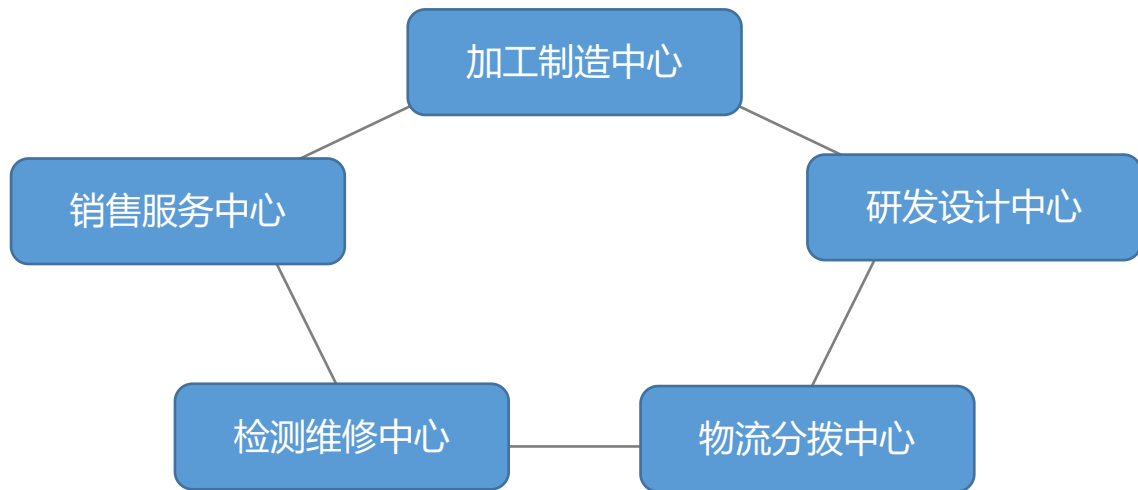 加工制造中心
销售服务中心
研发设计中心
检测维修中心
物流分拨中心